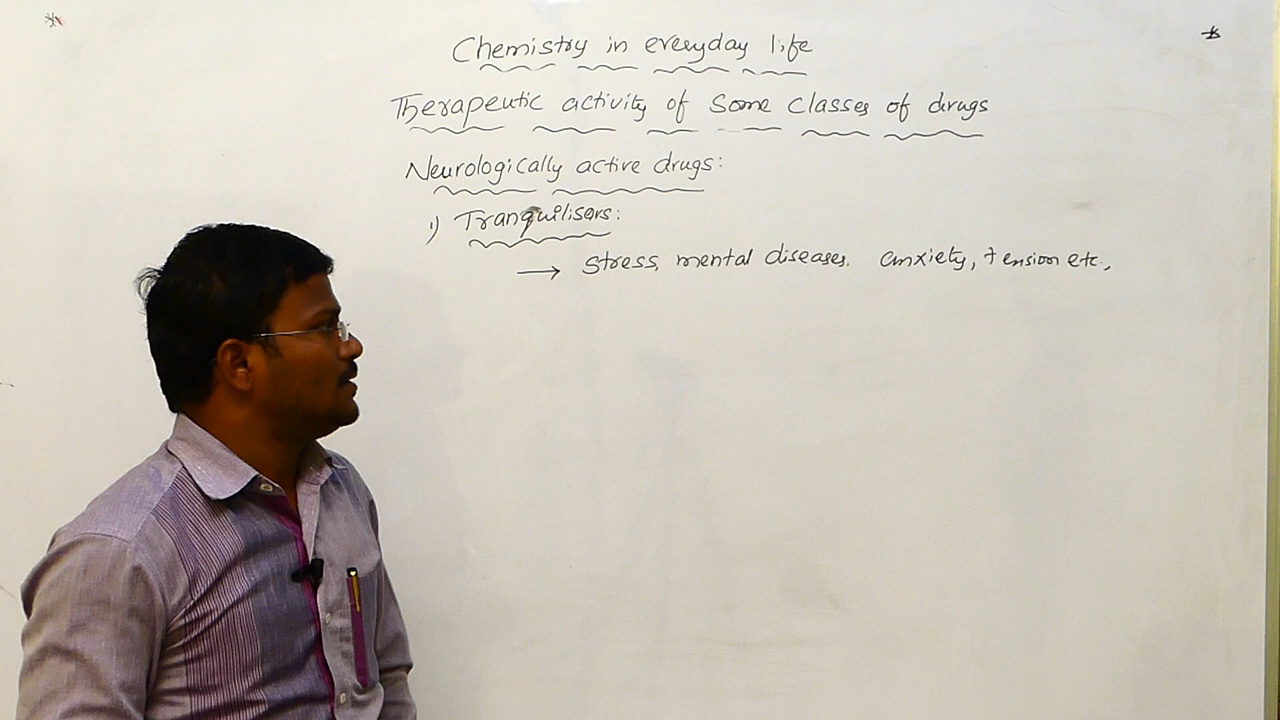 Chemistry in everyday life
Therapeutic activity of some classes of drugs
Neurologically active drugs:
1) Tranquilisers:
→ Stress, mental diseases. anxiety, tension etc.,